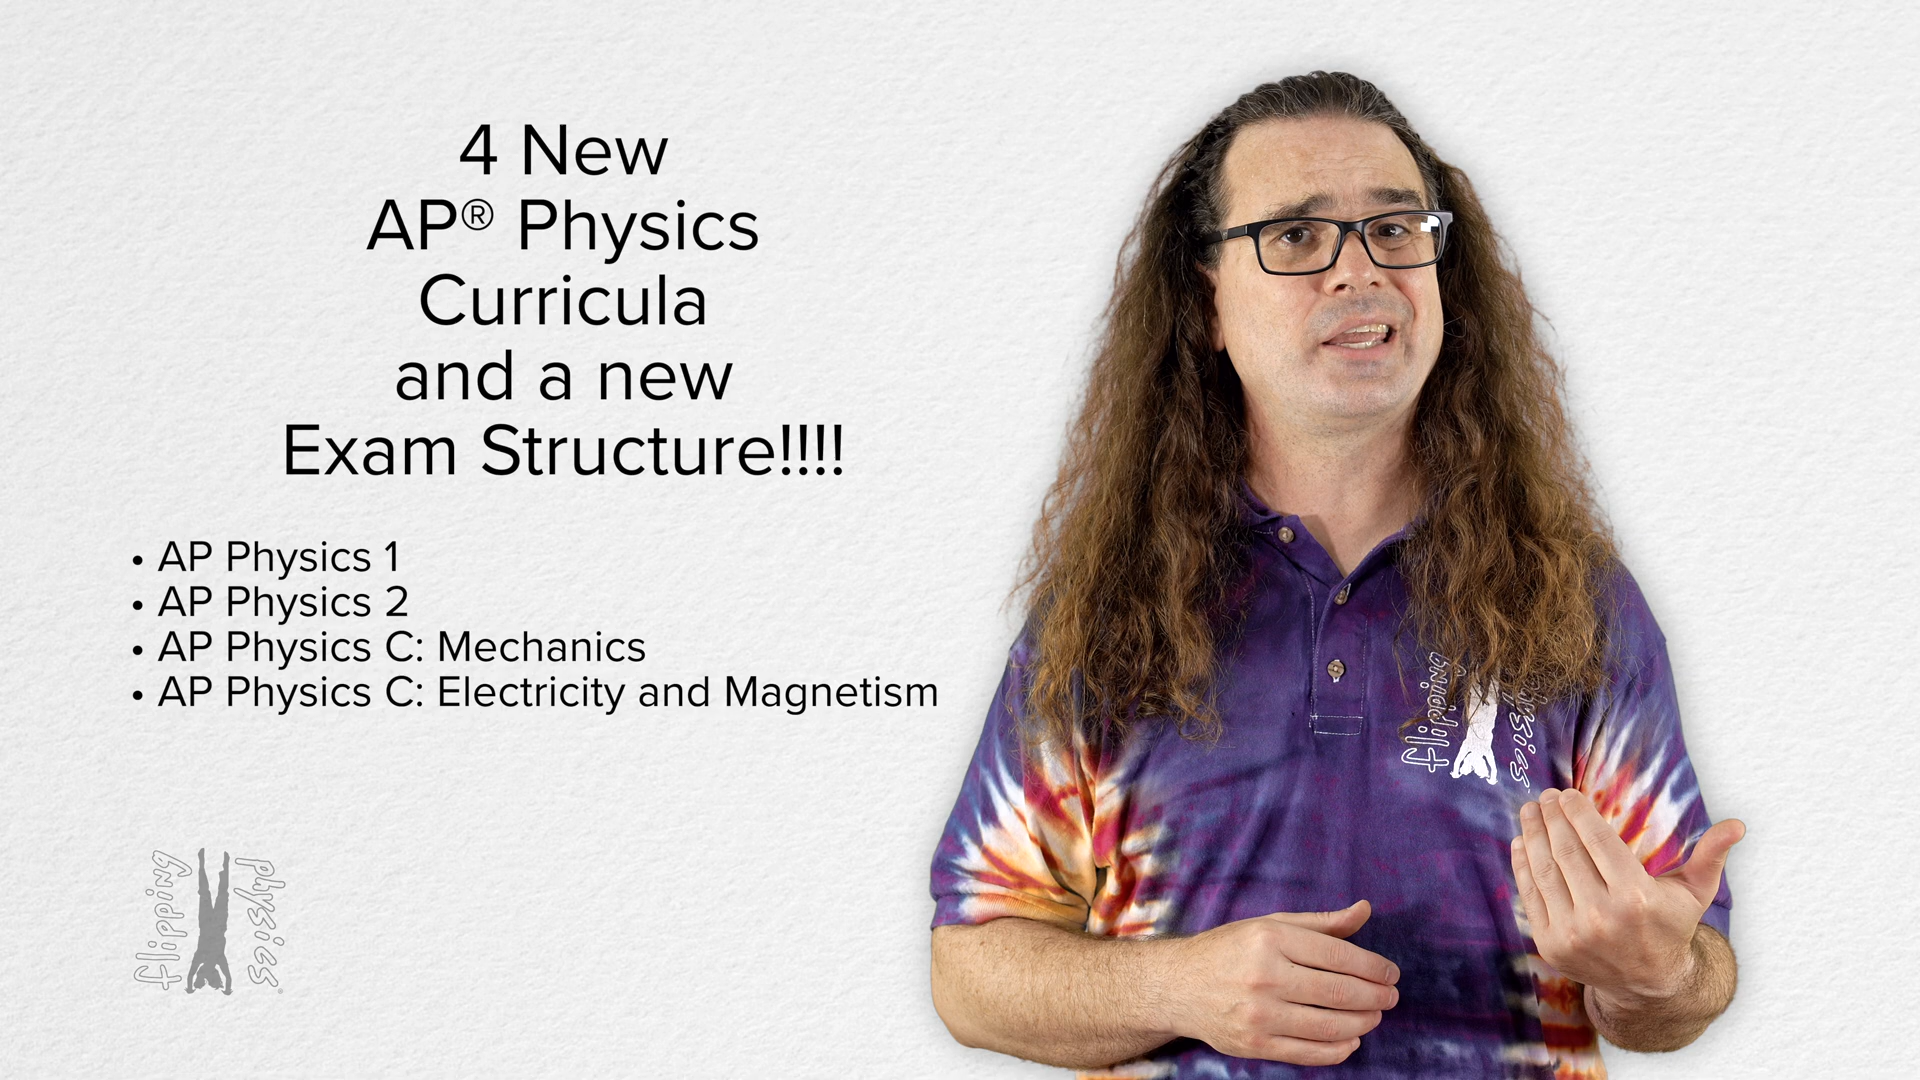 4 New
AP® Physics
Curricula
and a new
Exam Structure!!!!
• AP Physics 1
• AP Physics 2
• AP Physics C: Mechanics
• AP Physics C: Electricity and Magnetism
flipping
physics®
flipping
physics